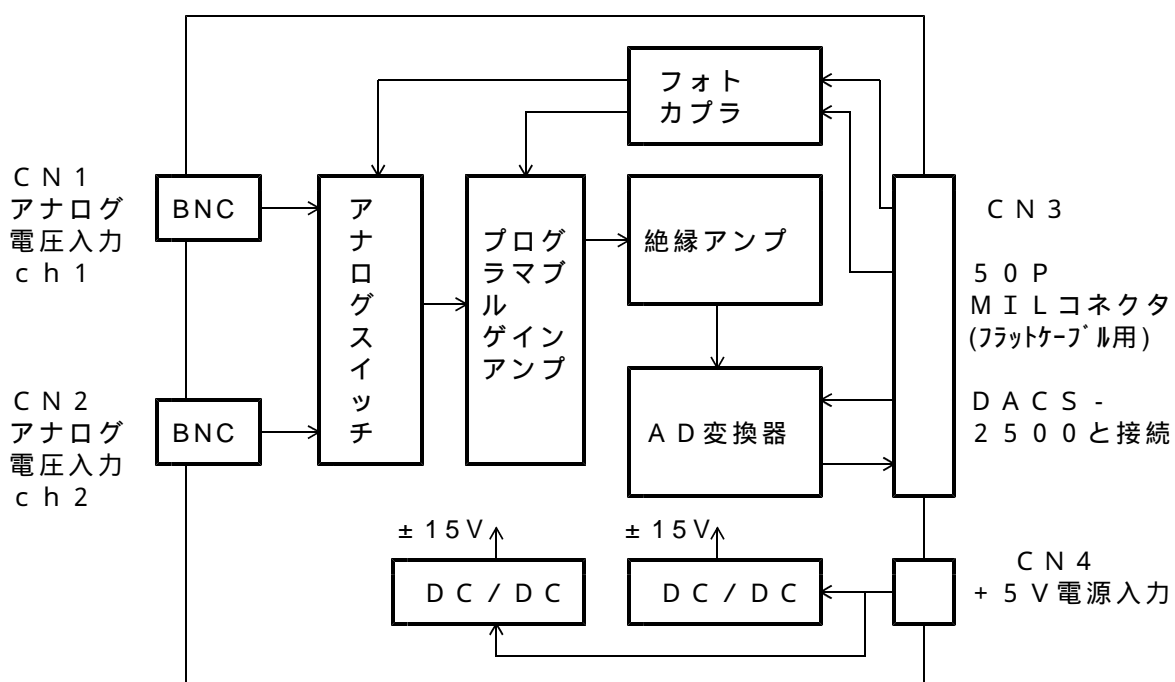 フォト
カプラ
CN1
アナログ
電圧入力
ch1
BNC
アナログスイッチ
プログ
ラマブ
ル
ゲイン
アンプ
絶縁アンプ
CN3
50P
MILコネクタ
(フラットケーブル用)
CN2
アナログ
電圧入力
ch2
BNC
AD変換器
DACS-
2500と接続
±15V
±15V
DC/DC
DC/DC
CN4
+5V電源入力